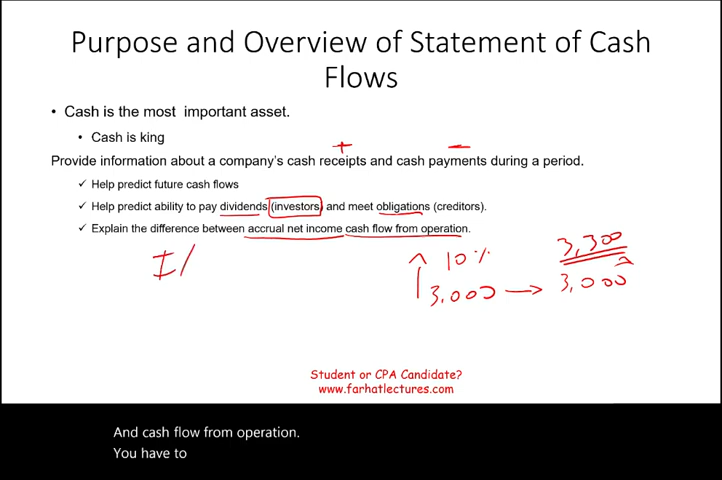 Purpose and Overview of Statement of Cash
Flows
• Cash is the most important asset.
• Cash is king
+ −
Provide information about a company's cash receipts and cash payments during a period.
✓ Help predict future cash flows
✓ Help predict ability to pay dividends (investors) and meet obligations (creditors).
✓ Explain the difference between accrual net income cash flow from operation.
I/
10%
3,300
3,000 → 3,000
Student or CPA Candidate?
www.farhatlectures.com
And cash flow from operation.
You have to